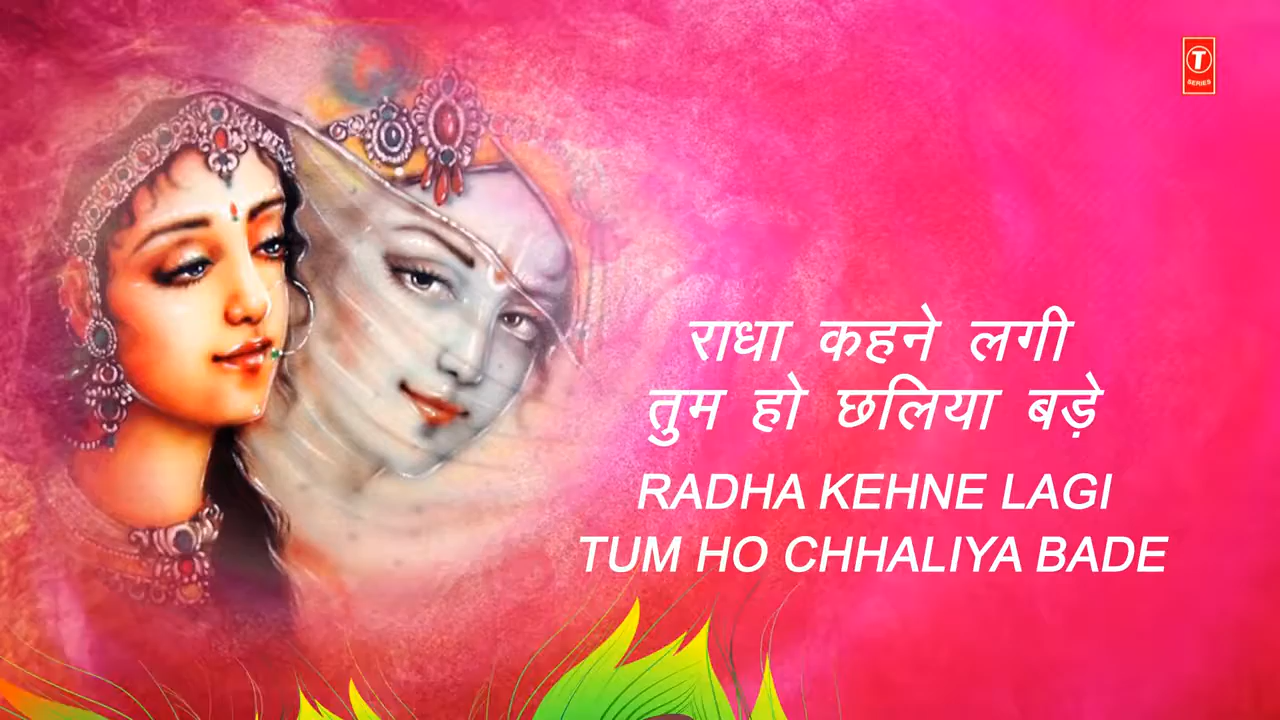 T
SERIES
राधा कहने लगी
तुम हो छलिया बड़े
RADHA KEHNE LAGI
TUM HO CHHALIYA BADE